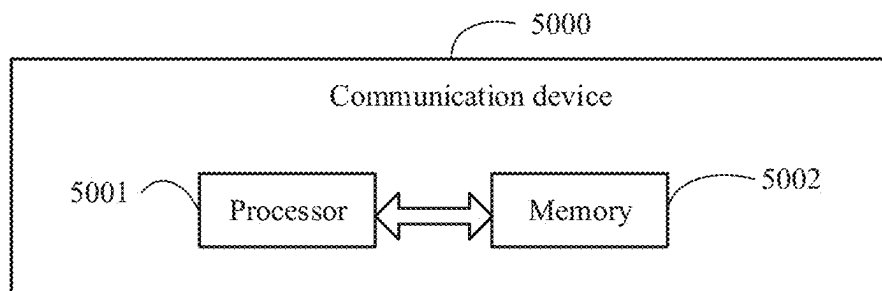 5000
Communication device
5001
Processor
Memory
5002